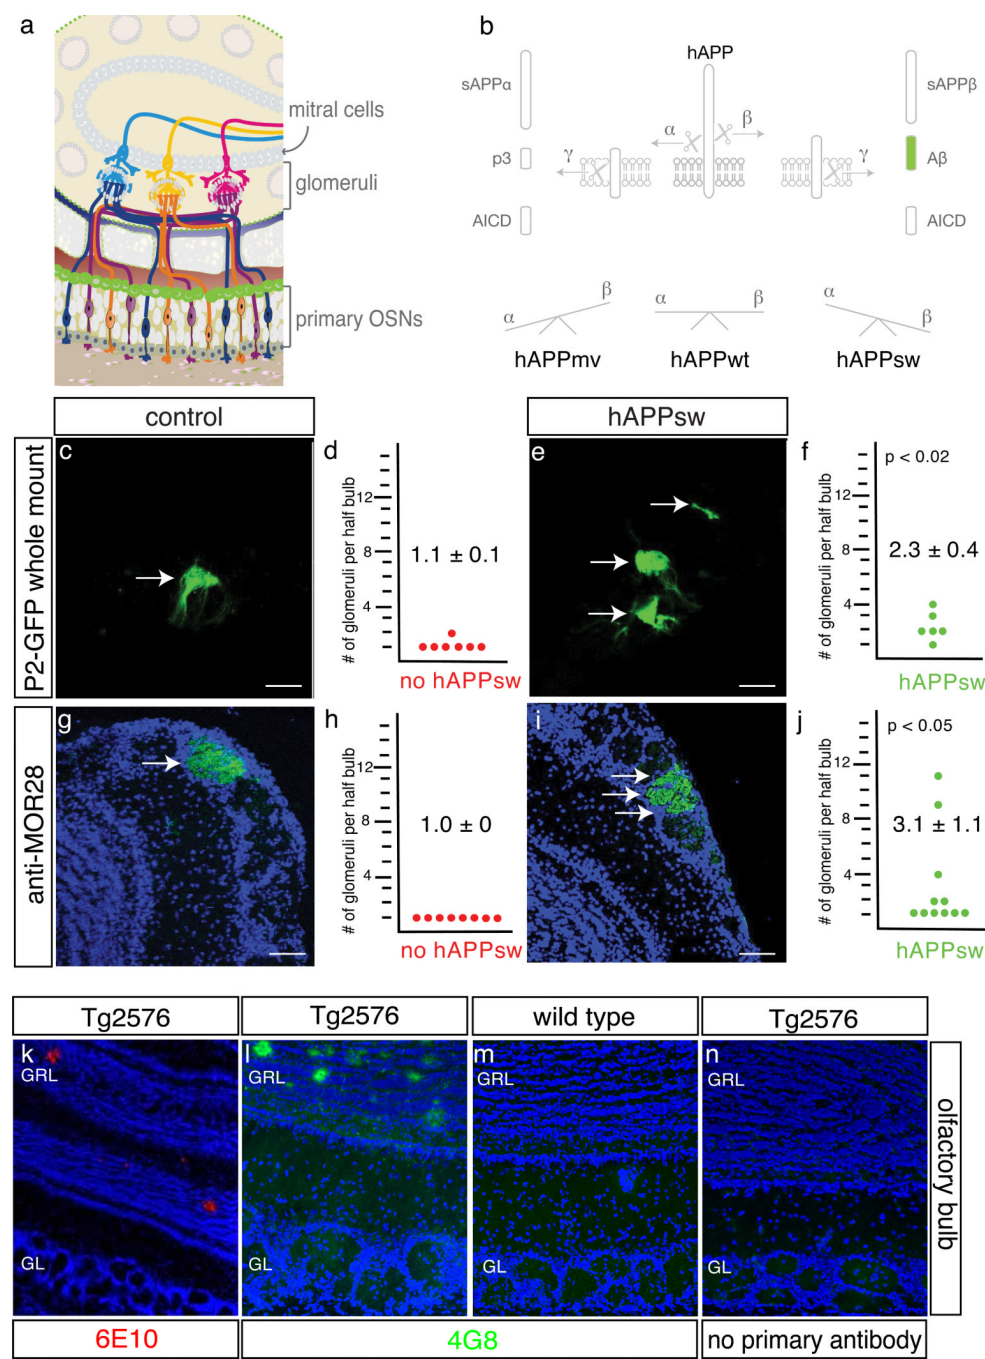 a
mitral cells
glomeruli
primary OSNs
b
hAPP
sAPPα
sAPPβ
α
β
p3
γ
γ
Aβ
AICD
AICD
β
α
α
β
α
β
hAPPmv
hAPPwt
hAPPsw
control
hAPPsw
P2-GFP whole mount
c
d
# of glomeruli per half bulb
12
8
4
1.1 ± 0.1
no hAPPsw
e
f
# of glomeruli per half bulb
p < 0.02
12
8
4
2.3 ± 0.4
hAPPsw
anti-MOR28
g
h
# of glomeruli per half bulb
12
8
4
1.0 ± 0
no hAPPsw
i
j
# of glomeruli per half bulb
p < 0.05
12
8
4
3.1 ± 1.1
hAPPsw
Tg2576
Tg2576
wild type
Tg2576
k
GRL
GL
l
GRL
GL
m
GRL
GL
n
GRL
GL
olfactory bulb
6E10
4G8
no primary antibody